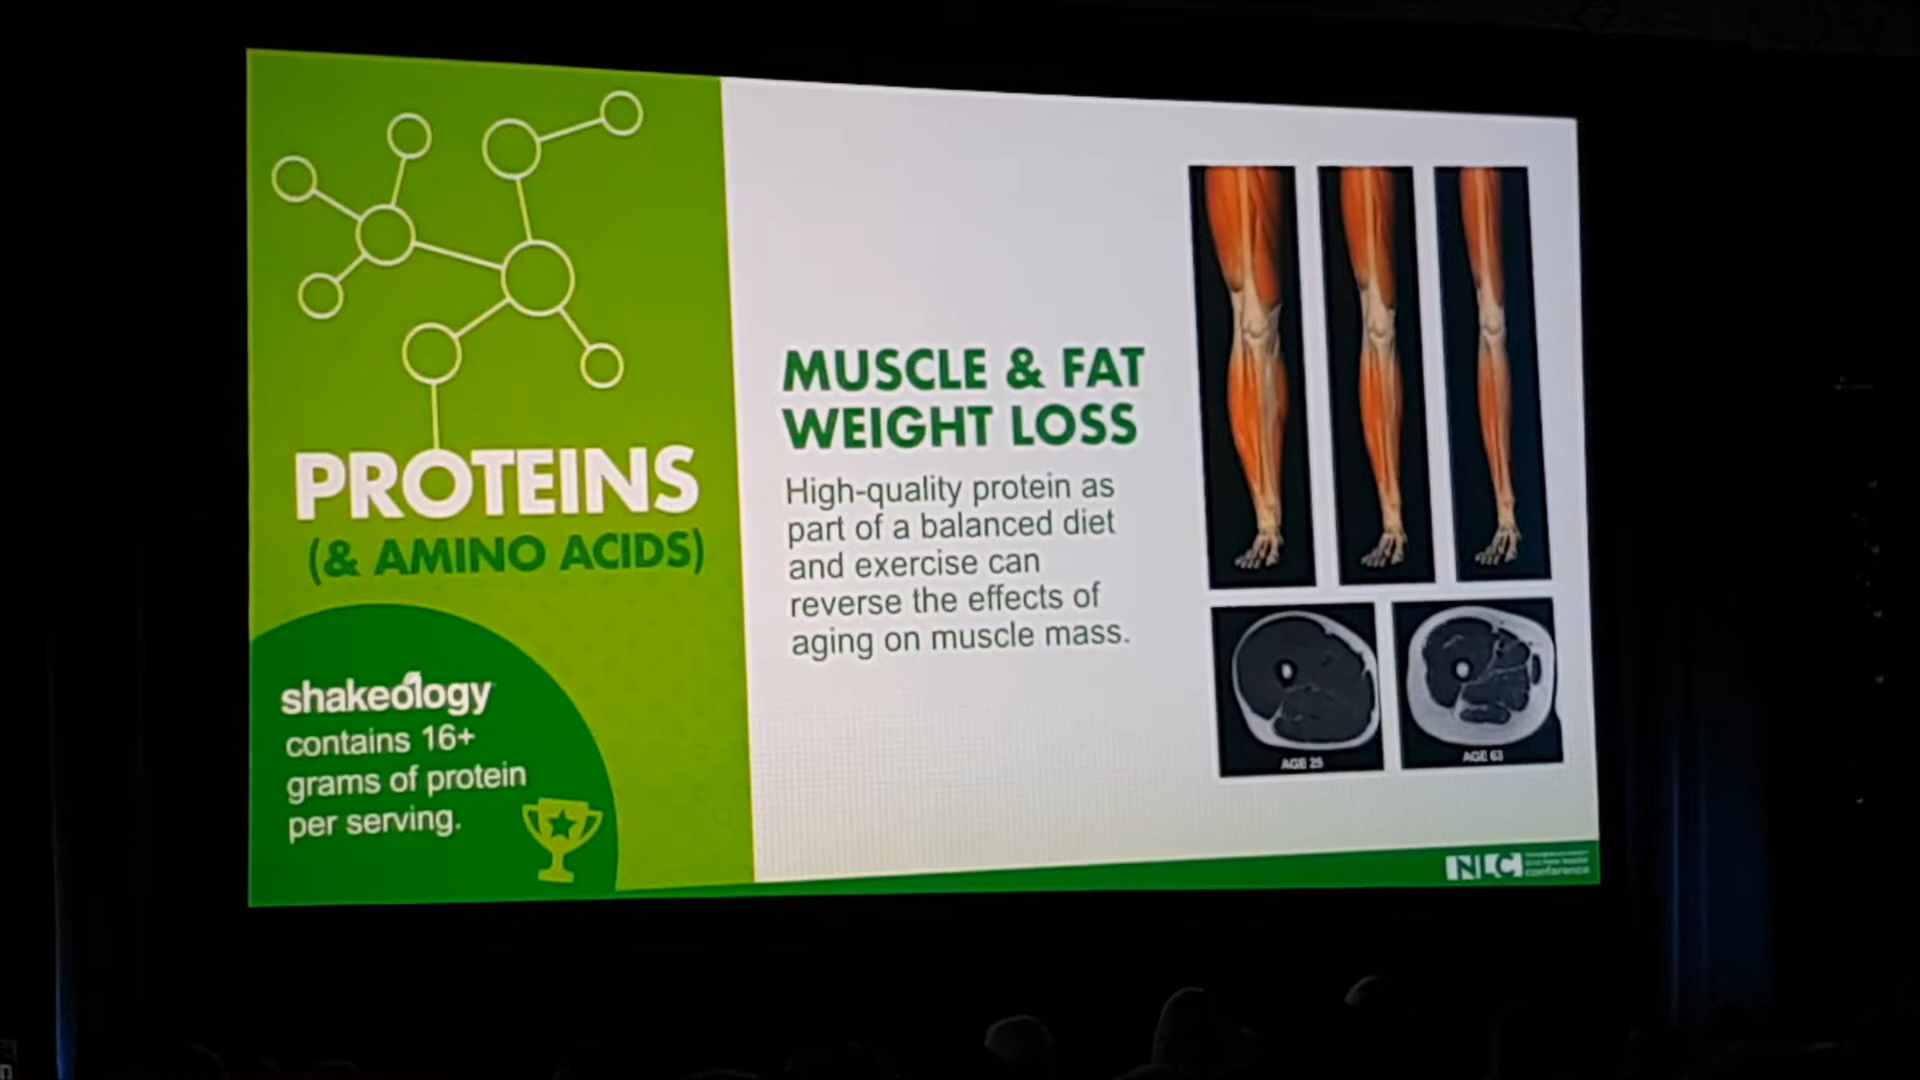 PROTEINS
(& AMINO ACIDS)
shakeology
contains 16+
grams of protein
per serving.
MUSCLE & FAT
WEIGHT LOSS
High-quality protein as
part of a balanced diet
and exercise can
reverse the effects of
aging on muscle mass.
AGE 25
AGE 63
NLC
conference